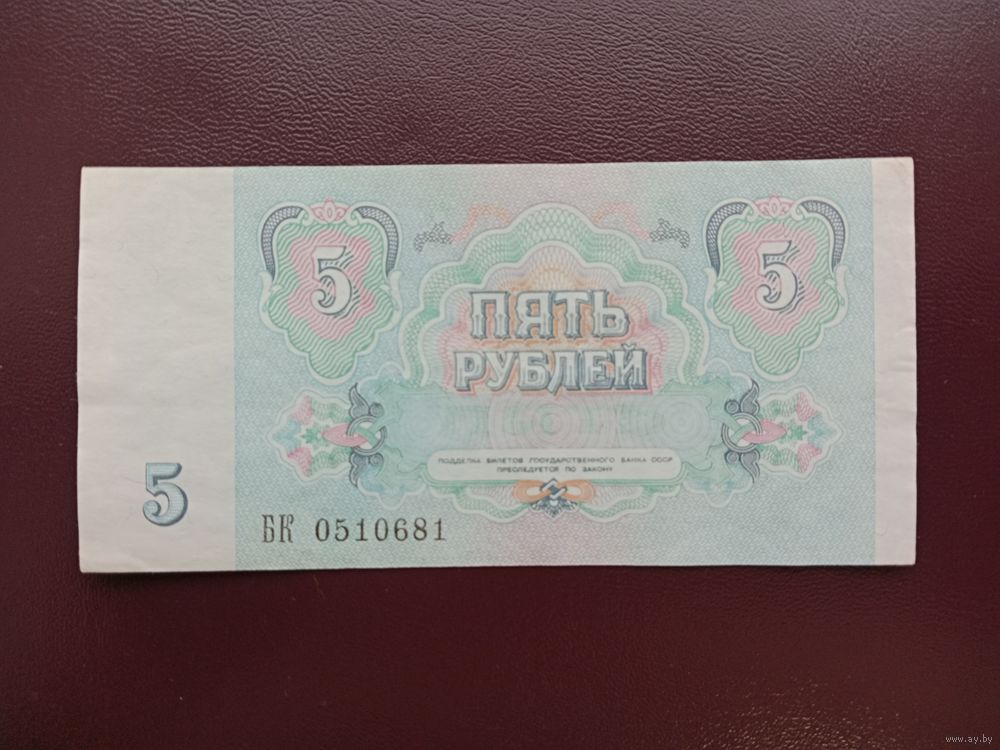 5 5
ПЯТЬ
РУБЛЕЙ
ПОДДЕЛКА БИЛЕТОВ ГОСУДАРСТВЕННОГО БАНКА СССР
ПРЕСЛЕДУЕТСЯ ПО ЗАКОНУ
5
БК 0510681
www.ay.by